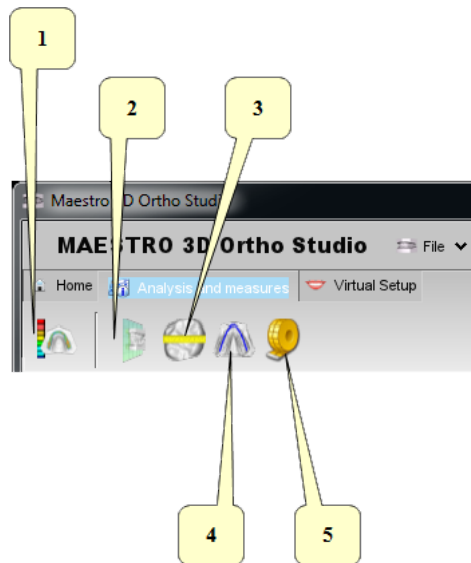 1
2
3
Maestro 3D Ortho Studio
MAESTRO 3D Ortho Studio File
Home Analysis and measures Virtual Setup
4
5